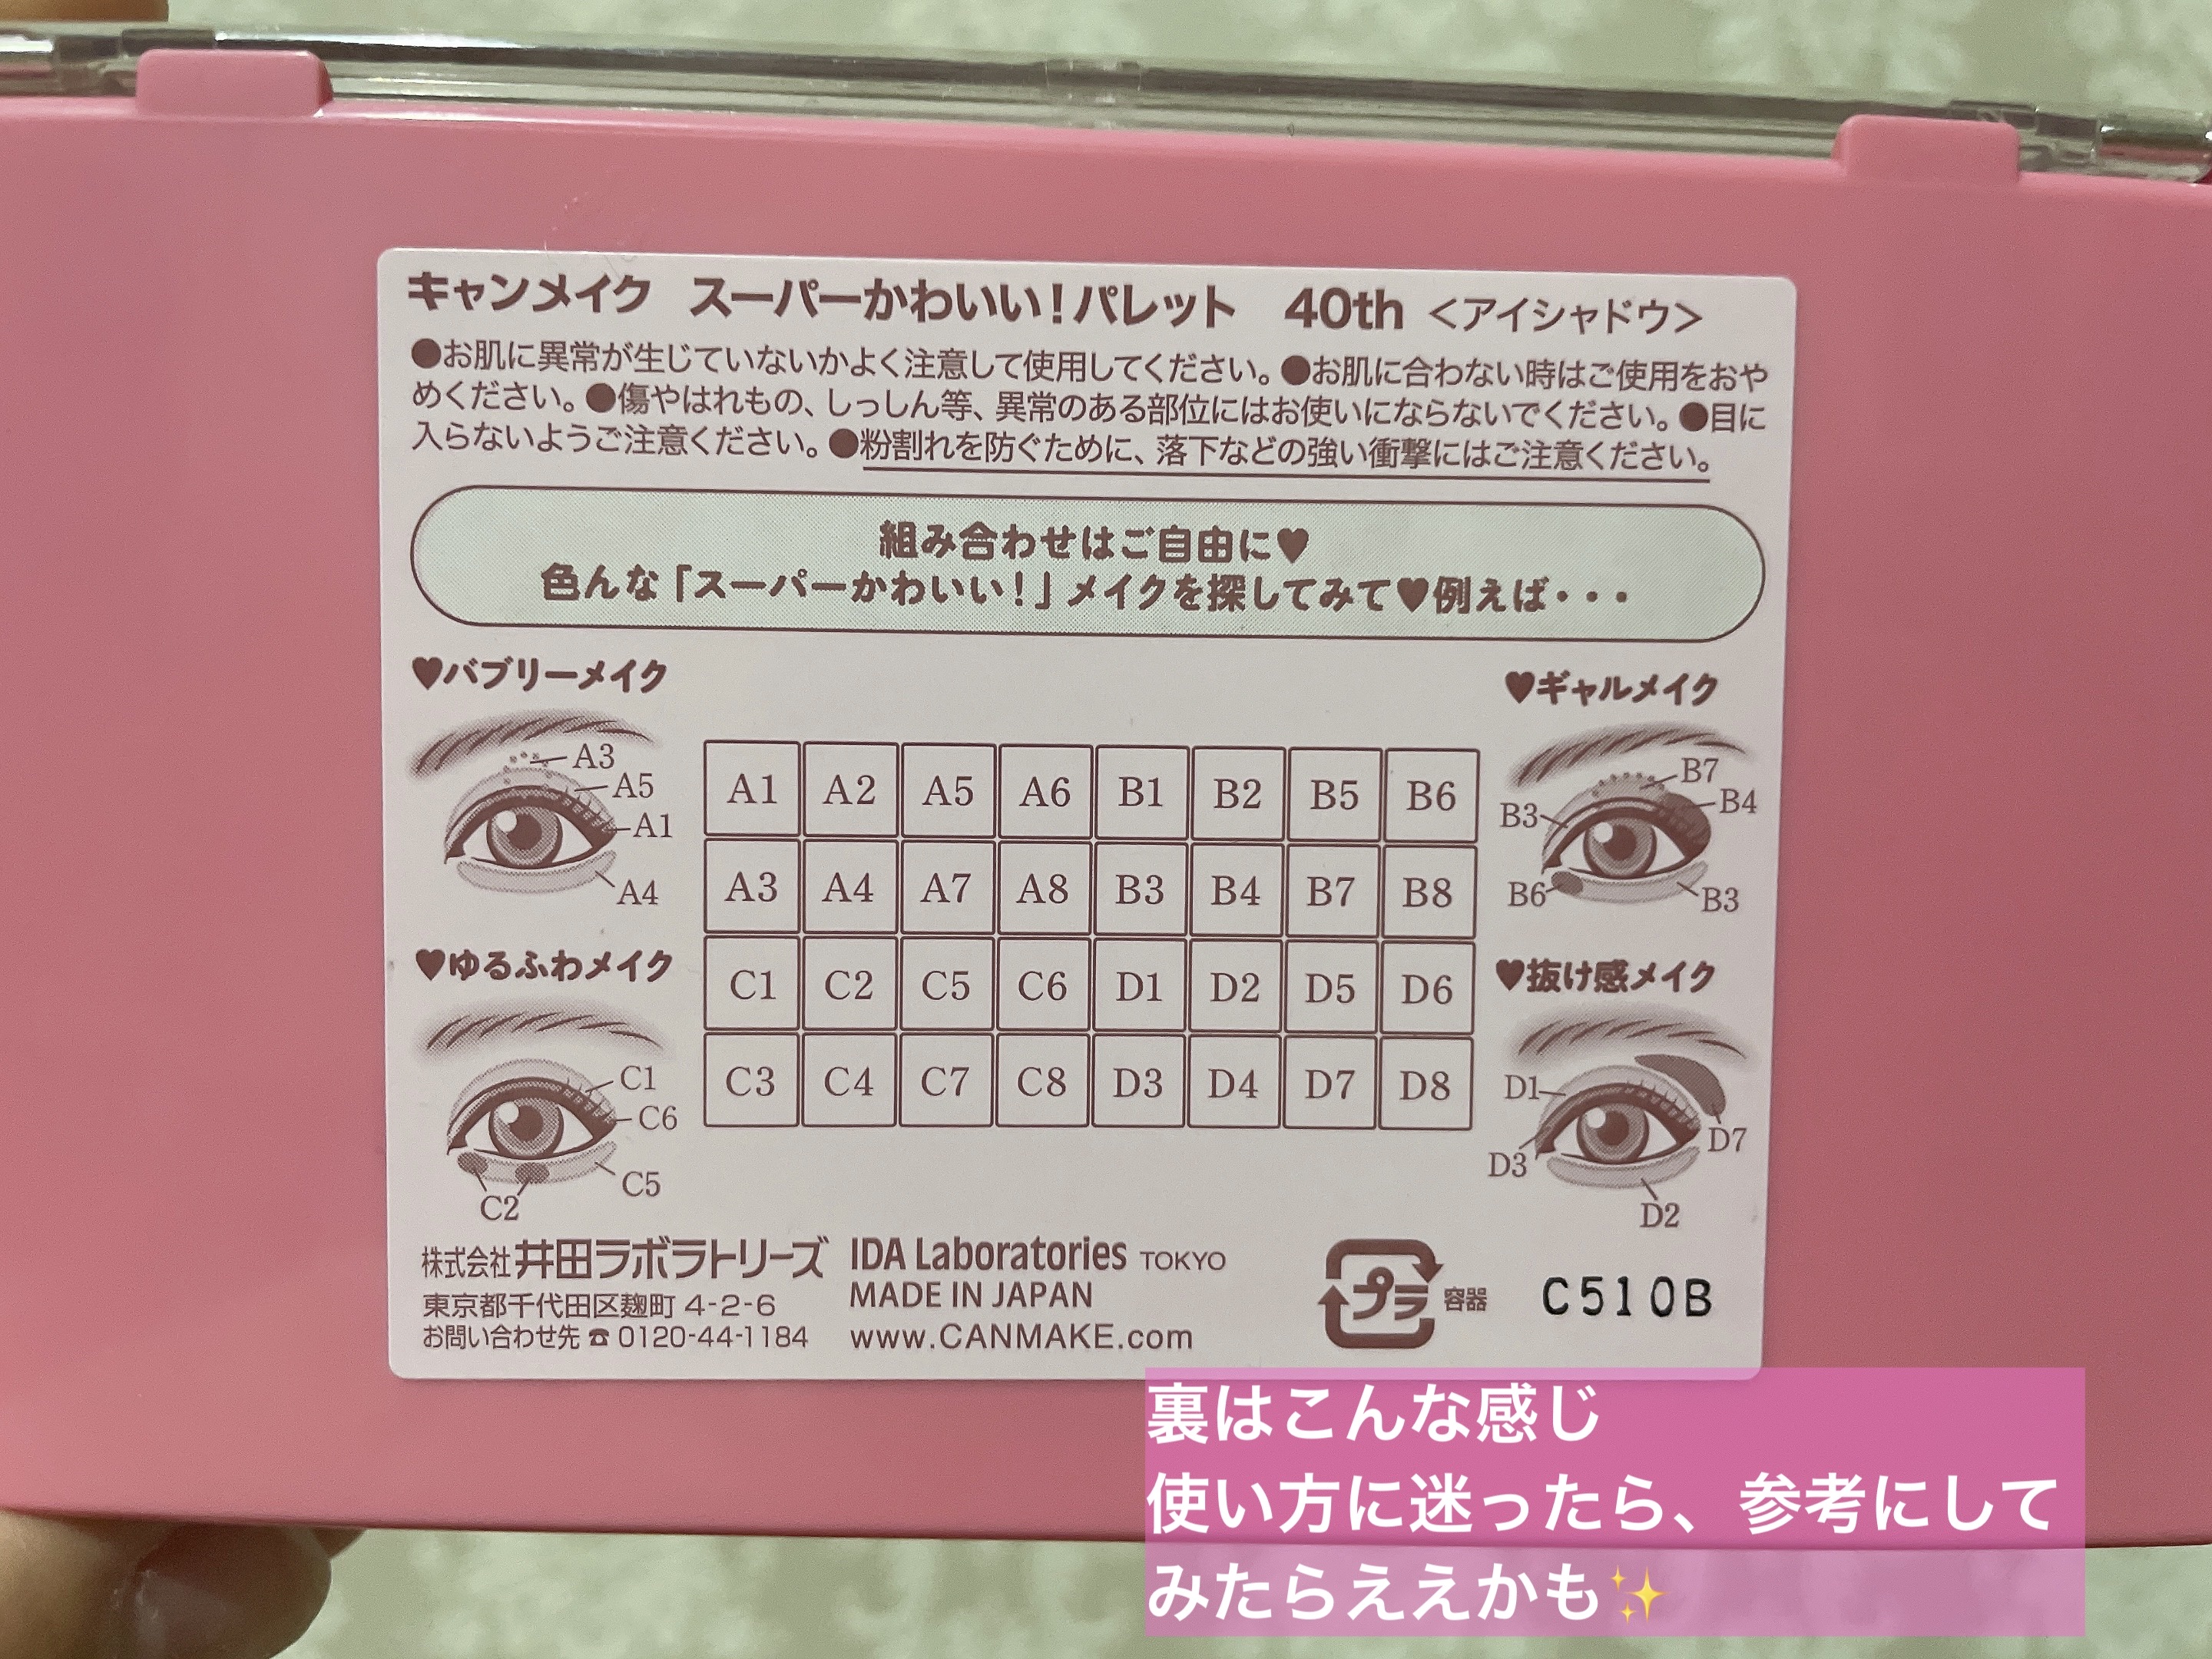 キャンメイク スーパーかわいい!パレット 40th <アイシャドウ>
●お肌に異常が生じていないかよく注意して使用してください。●お肌に合わない時はご使用をおや
めください。●傷やはれもの、しっしん等、異常のある部位にはお使いにならないでください。●目に
入らないようご注意ください。●粉割れを防ぐために、落下などの強い衝撃にはご注意ください。
組み合わせはご自由に♥
色んな「スーパーかわいい!」メイクを探してみて♥例えば・・・
♥バブリーメイク
A3
A5
A1
A4
♥ゆるふわメイク
C1
C6
C5
C2
A1 A2 A5 A6 B1 B2 B5 B6
A3 A4 A7 A8 B3 B4 B7 B8
C1 C2 C5 C6 D1 D2 D5 D6
C3 C4 C7 C8 D3 D4 D7 D8
♥ギャルメイク
B7
B4
B3
B6
B3
♥抜け感メイク
D1
D7
D3
D2
株式会社 井田ラボラトリーズ
東京都千代田区麹町 4-2-6
お問い合わせ先 ☎ 0120-44-1184
IDA Laboratories TOKYO
MADE IN JAPAN
www.CANMAKE.com
プラ 容器
C510B
裏はこんな感じ
使い方に迷ったら、参考にして
みたらええかも✨